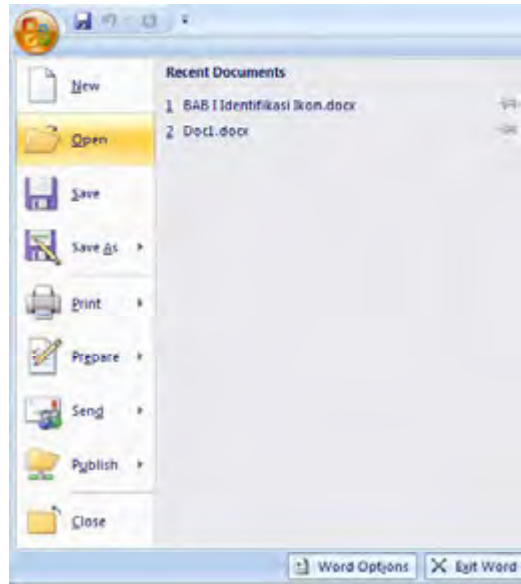 New
Open
Save
Save As
Print
Prepare
Send
Publish
Close
Recent Documents
1 BAB I Identifikasi Ikon.docx
2 Doc1.docx
Word Options
Exit Word